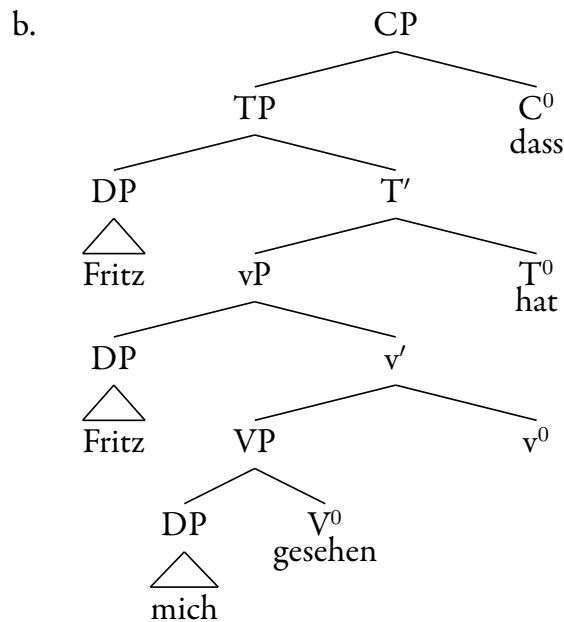 b.
CP
TP C⁰
dass
DP T′
Fritz vP T⁰
hat
DP v′
Fritz VP v⁰
DP V⁰
gesehen
mich